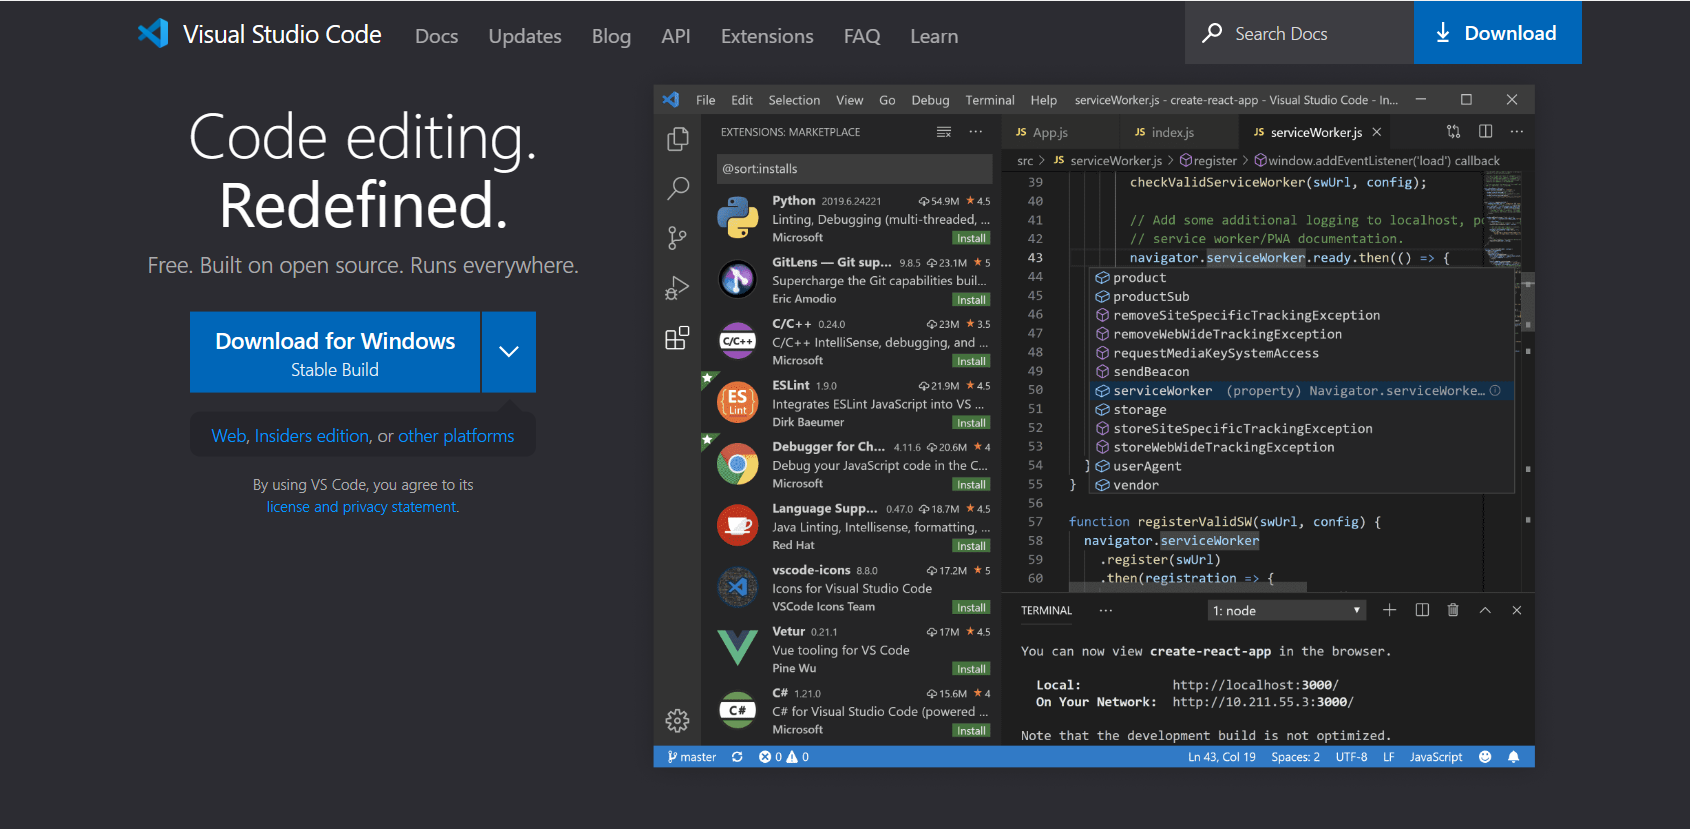 Visual Studio Code Docs Updates Blog API Extensions FAQ Learn Search Docs Download
Code editing.
Redefined.
Free. Built on open source. Runs everywhere.
Download for Windows
Stable Build
Web, Insiders edition, or other platforms
By using VS Code, you agree to its
license and privacy statement.
File Edit Selection View Go Debug Terminal Help serviceWorker.js - create-react-app - Visual Studio Code - In...
EXTENSIONS: MARKETPLACE
@sort:installs
Python 2019.6.24221 54.9M 4.5
Linting, Debugging (multi-threaded, ...
Microsoft Install
GitLens — Git sup... 9.8.5 23.1M 5
Supercharge the Git capabilities buil...
Eric Amodio Install
C/C++
C/C++ 0.24.0 23M 3.5
C/C++ IntelliSense, debugging, and ...
Microsoft Install
ES
Lint
ESLint 1.9.0 21.9M 4.5
Integrates ESLint JavaScript into VS ...
Dirk Baeumer Install
Debugger for Ch... 4.11.6 20.6M 4
Debug your JavaScript code in the C...
Microsoft Install
Language Supp... 0.47.0 18.7M 4.5
Java Linting, Intellisense, formatting, ...
Red Hat Install
vscode-icons 8.8.0 17.2M 5
Icons for Visual Studio Code
VSCode Icons Team Install
Vetur 0.21.1 17M 4.5
Vue tooling for VS Code
Pine Wu Install
C#
C# 1.21.0 15.6M 4
C# for Visual Studio Code (powered ...
Microsoft Install
JS App.js JS index.js JS serviceWorker.js
src > JS serviceWorker.js > register > window.addEventListener('load') callback
39 checkValidServiceWorker(swUrl, config);
40
41 // Add some additional logging to localhost, po
42 // service worker/PWA documentation.
43 navigator.serviceWorker.ready.then(() => {
44 product
45 productSub
46 removeSiteSpecificTrackingException
47 removeWebWideTrackingException
48 requestMediaKeySystemAccess
49 sendBeacon
50 serviceWorker (property) Navigator.serviceWorke...
51 storage
52 storeSiteSpecificTrackingException
53 storeWebWideTrackingException
54 } userAgent
55 } vendor
56
57 function registerValidSW(swUrl, config) {
58 navigator.serviceWorker
59 .register(swUrl)
60 .then(registration => {
TERMINAL ... 1: node
You can now view create-react-app in the browser.
Local: http://localhost:3000/
On Your Network: http://10.211.55.3:3000/
Note that the development build is not optimized.
master 0 0 Ln 43, Col 19 Spaces: 2 UTF-8 LF JavaScript